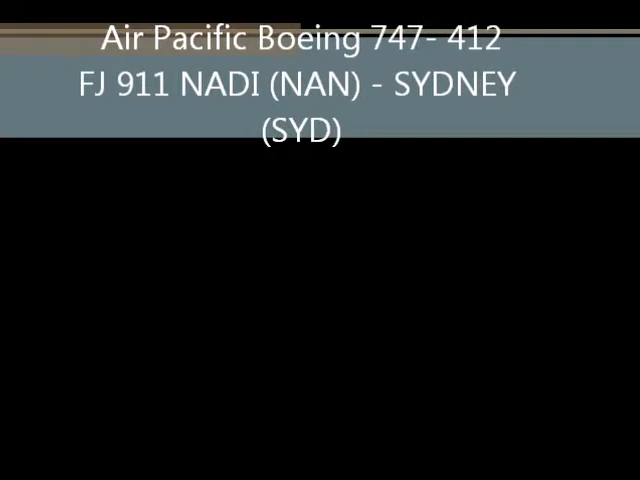 Air Pacific Boeing 747- 412
FJ 911 NADI (NAN) - SYDNEY
(SYD)